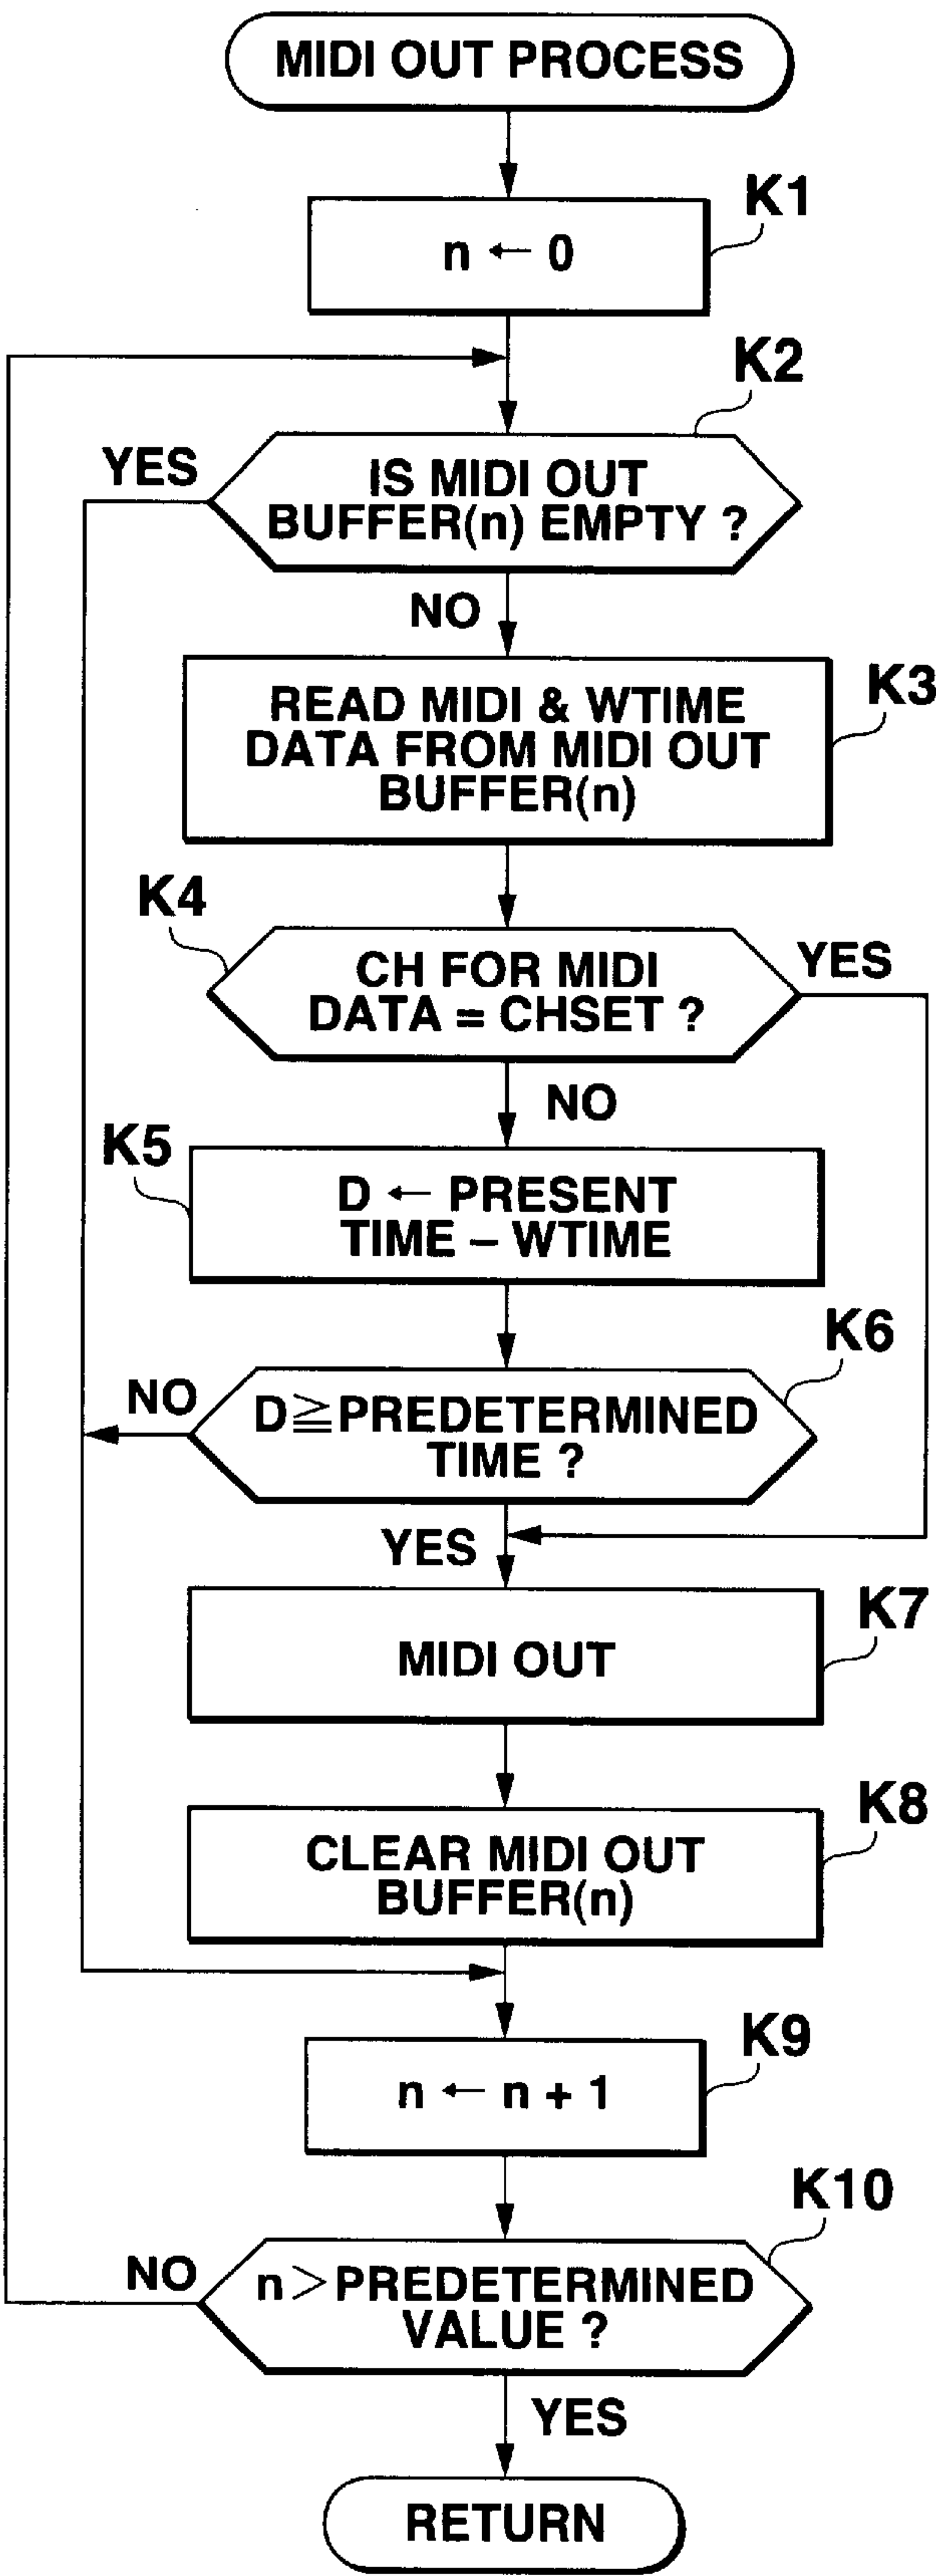 MIDI OUT PROCESS
K1
n ← 0
K2
YES
IS MIDI OUT
BUFFER(n) EMPTY ?
NO
K3
READ MIDI & WTIME
DATA FROM MIDI OUT
BUFFER(n)
K4
YES
CH FOR MIDI
DATA = CHSET ?
NO
K5
D ← PRESENT
TIME – WTIME
K6
NO
D≧PREDETERMINED
TIME ?
YES
K7
MIDI OUT
K8
CLEAR MIDI OUT
BUFFER(n)
K9
n ← n + 1
K10
NO
n>PREDETERMINED
VALUE ?
YES
RETURN